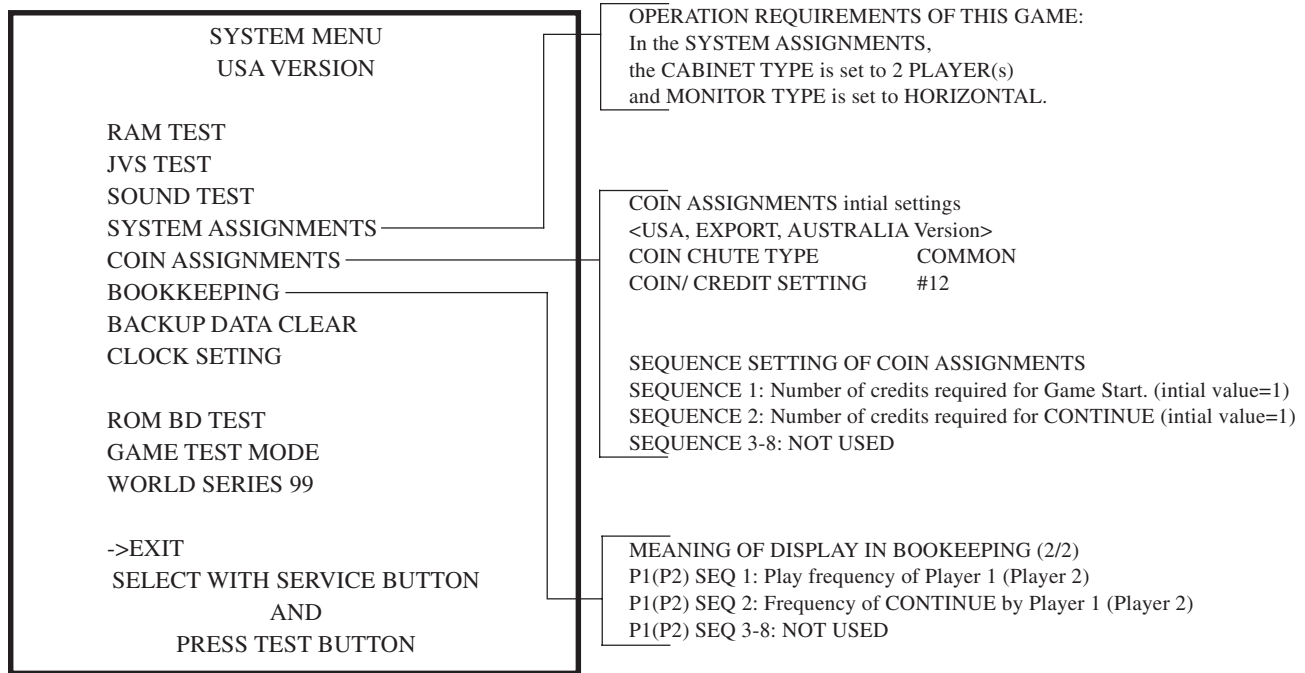 SYSTEM MENU
USA VERSION
RAM TEST
JVS TEST
SOUND TEST
SYSTEM ASSIGNMENTS
COIN ASSIGNMENTS
BOOKKEEPING
BACKUP DATA CLEAR
CLOCK SETING
ROM BD TEST
GAME TEST MODE
WORLD SERIES 99
->EXIT
SELECT WITH SERVICE BUTTON
AND
PRESS TEST BUTTON
OPERATION REQUIREMENTS OF THIS GAME:
In the SYSTEM ASSIGNMENTS,
the CABINET TYPE is set to 2 PLAYER(s)
and MONITOR TYPE is set to HORIZONTAL.
COIN ASSIGNMENTS intial settings
<USA, EXPORT, AUSTRALIA Version>
COIN CHUTE TYPE COMMON
COIN/ CREDIT SETTING #12
SEQUENCE SETTING OF COIN ASSIGNMENTS
SEQUENCE 1: Number of credits required for Game Start. (intial value=1)
SEQUENCE 2: Number of credits required for CONTINUE (intial value=1)
SEQUENCE 3-8: NOT USED
MEANING OF DISPLAY IN BOOKEEPING (2/2)
P1(P2) SEQ 1: Play frequency of Player 1 (Player 2)
P1(P2) SEQ 2: Frequency of CONTINUE by Player 1 (Player 2)
P1(P2) SEQ 3-8: NOT USED